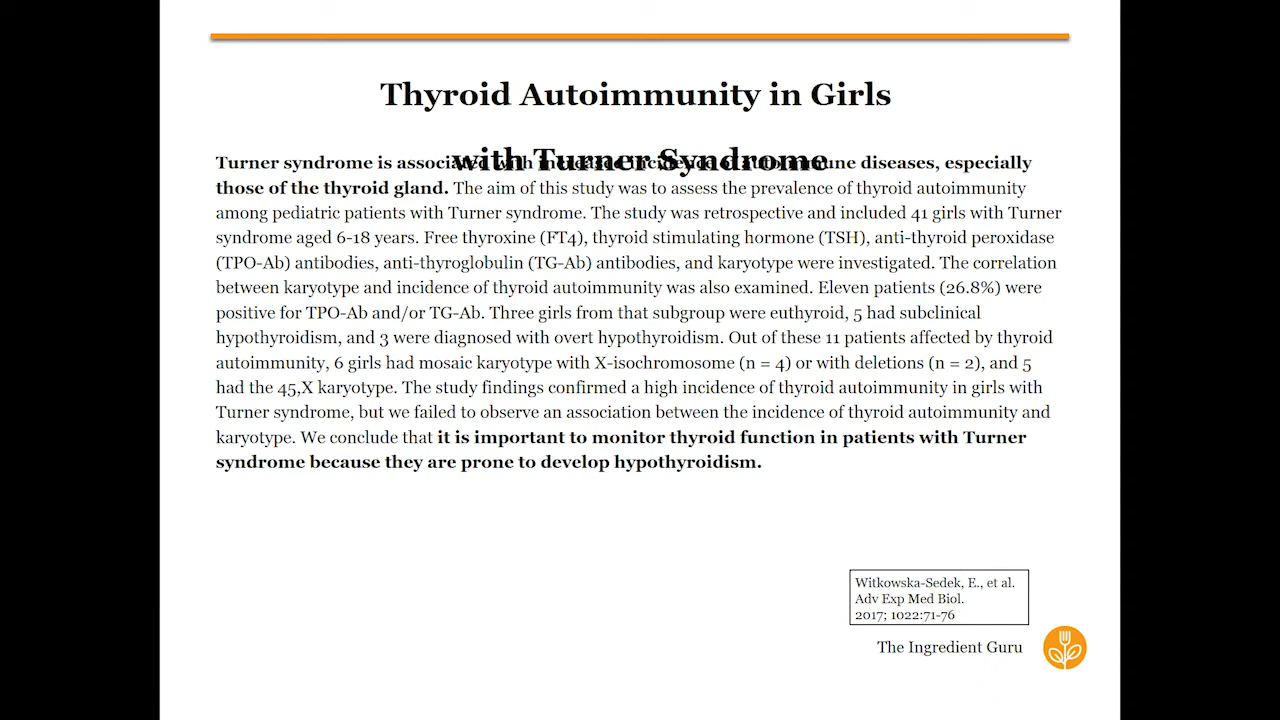 Thyroid Autoimmunity in Girls
with Turner Syndrome
Turner syndrome is associated with increased incidence of autoimmune diseases, especially
those of the thyroid gland. The aim of this study was to assess the prevalence of thyroid autoimmunity
among pediatric patients with Turner syndrome. The study was retrospective and included 41 girls with Turner
syndrome aged 6-18 years. Free thyroxine (FT4), thyroid stimulating hormone (TSH), anti-thyroid peroxidase
(TPO-Ab) antibodies, anti-thyroglobulin (TG-Ab) antibodies, and karyotype were investigated. The correlation
between karyotype and incidence of thyroid autoimmunity was also examined. Eleven patients (26.8%) were
positive for TPO-Ab and/or TG-Ab. Three girls from that subgroup were euthyroid, 5 had subclinical
hypothyroidism, and 3 were diagnosed with overt hypothyroidism. Out of these 11 patients affected by thyroid
autoimmunity, 6 girls had mosaic karyotype with X-isochromosome (n = 4) or with deletions (n = 2), and 5
had the 45,X karyotype. The study findings confirmed a high incidence of thyroid autoimmunity in girls with
Turner syndrome, but we failed to observe an association between the incidence of thyroid autoimmunity and
karyotype. We conclude that it is important to monitor thyroid function in patients with Turner
syndrome because they are prone to develop hypothyroidism.
Witkowska-Sedek, E., et al.
Adv Exp Med Biol.
2017; 1022:71-76
The Ingredient Guru